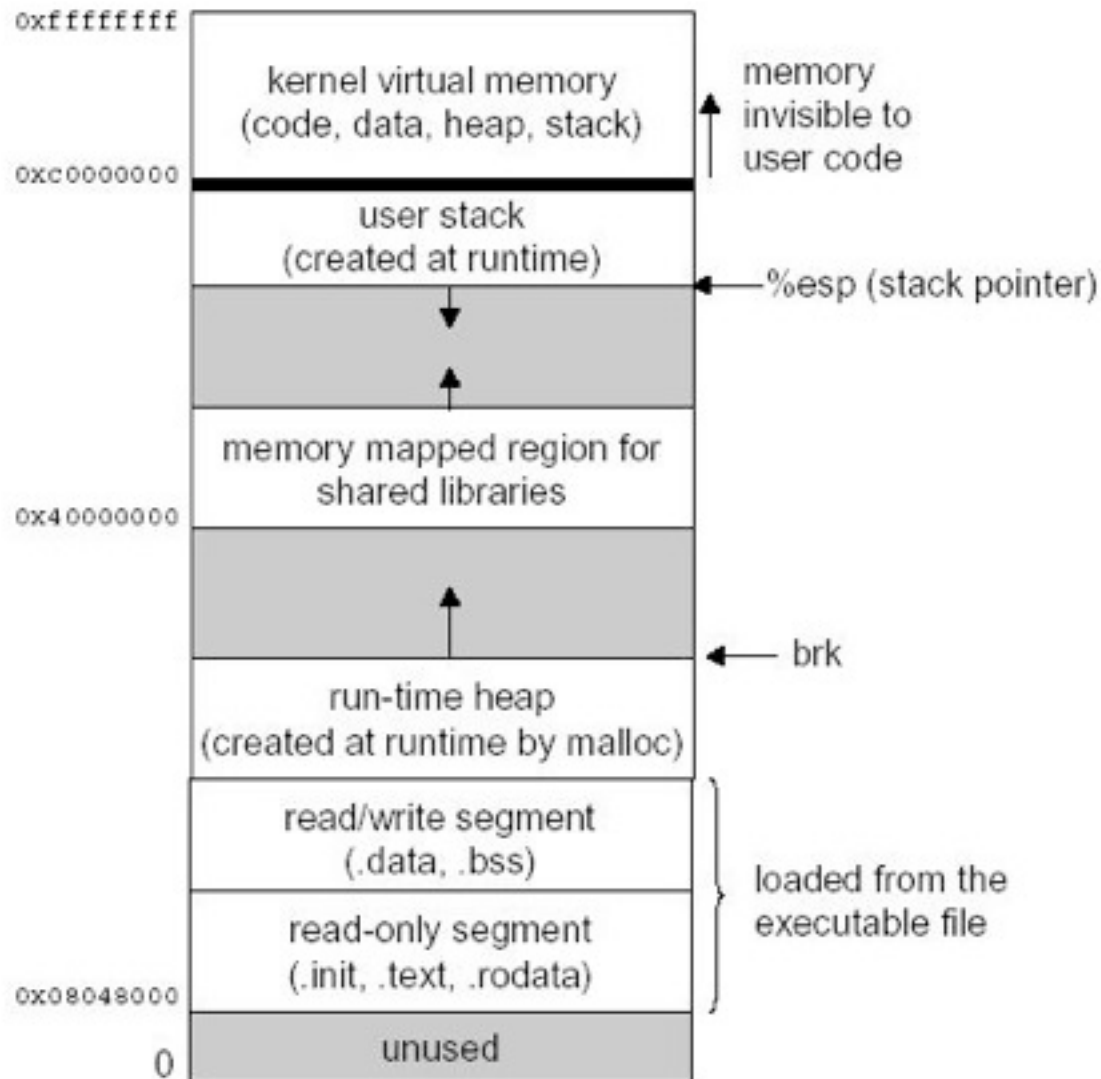 0xffffffff
kernel virtual memory
(code, data, heap, stack)
memory
invisible to
user code
0xc0000000
user stack
(created at runtime)
%esp (stack pointer)
memory mapped region for
shared libraries
0x40000000
brk
run-time heap
(created at runtime by malloc)
read/write segment
(.data, .bss)
loaded from the
executable file
read-only segment
(.init, .text, .rodata)
0x08048000
unused
0